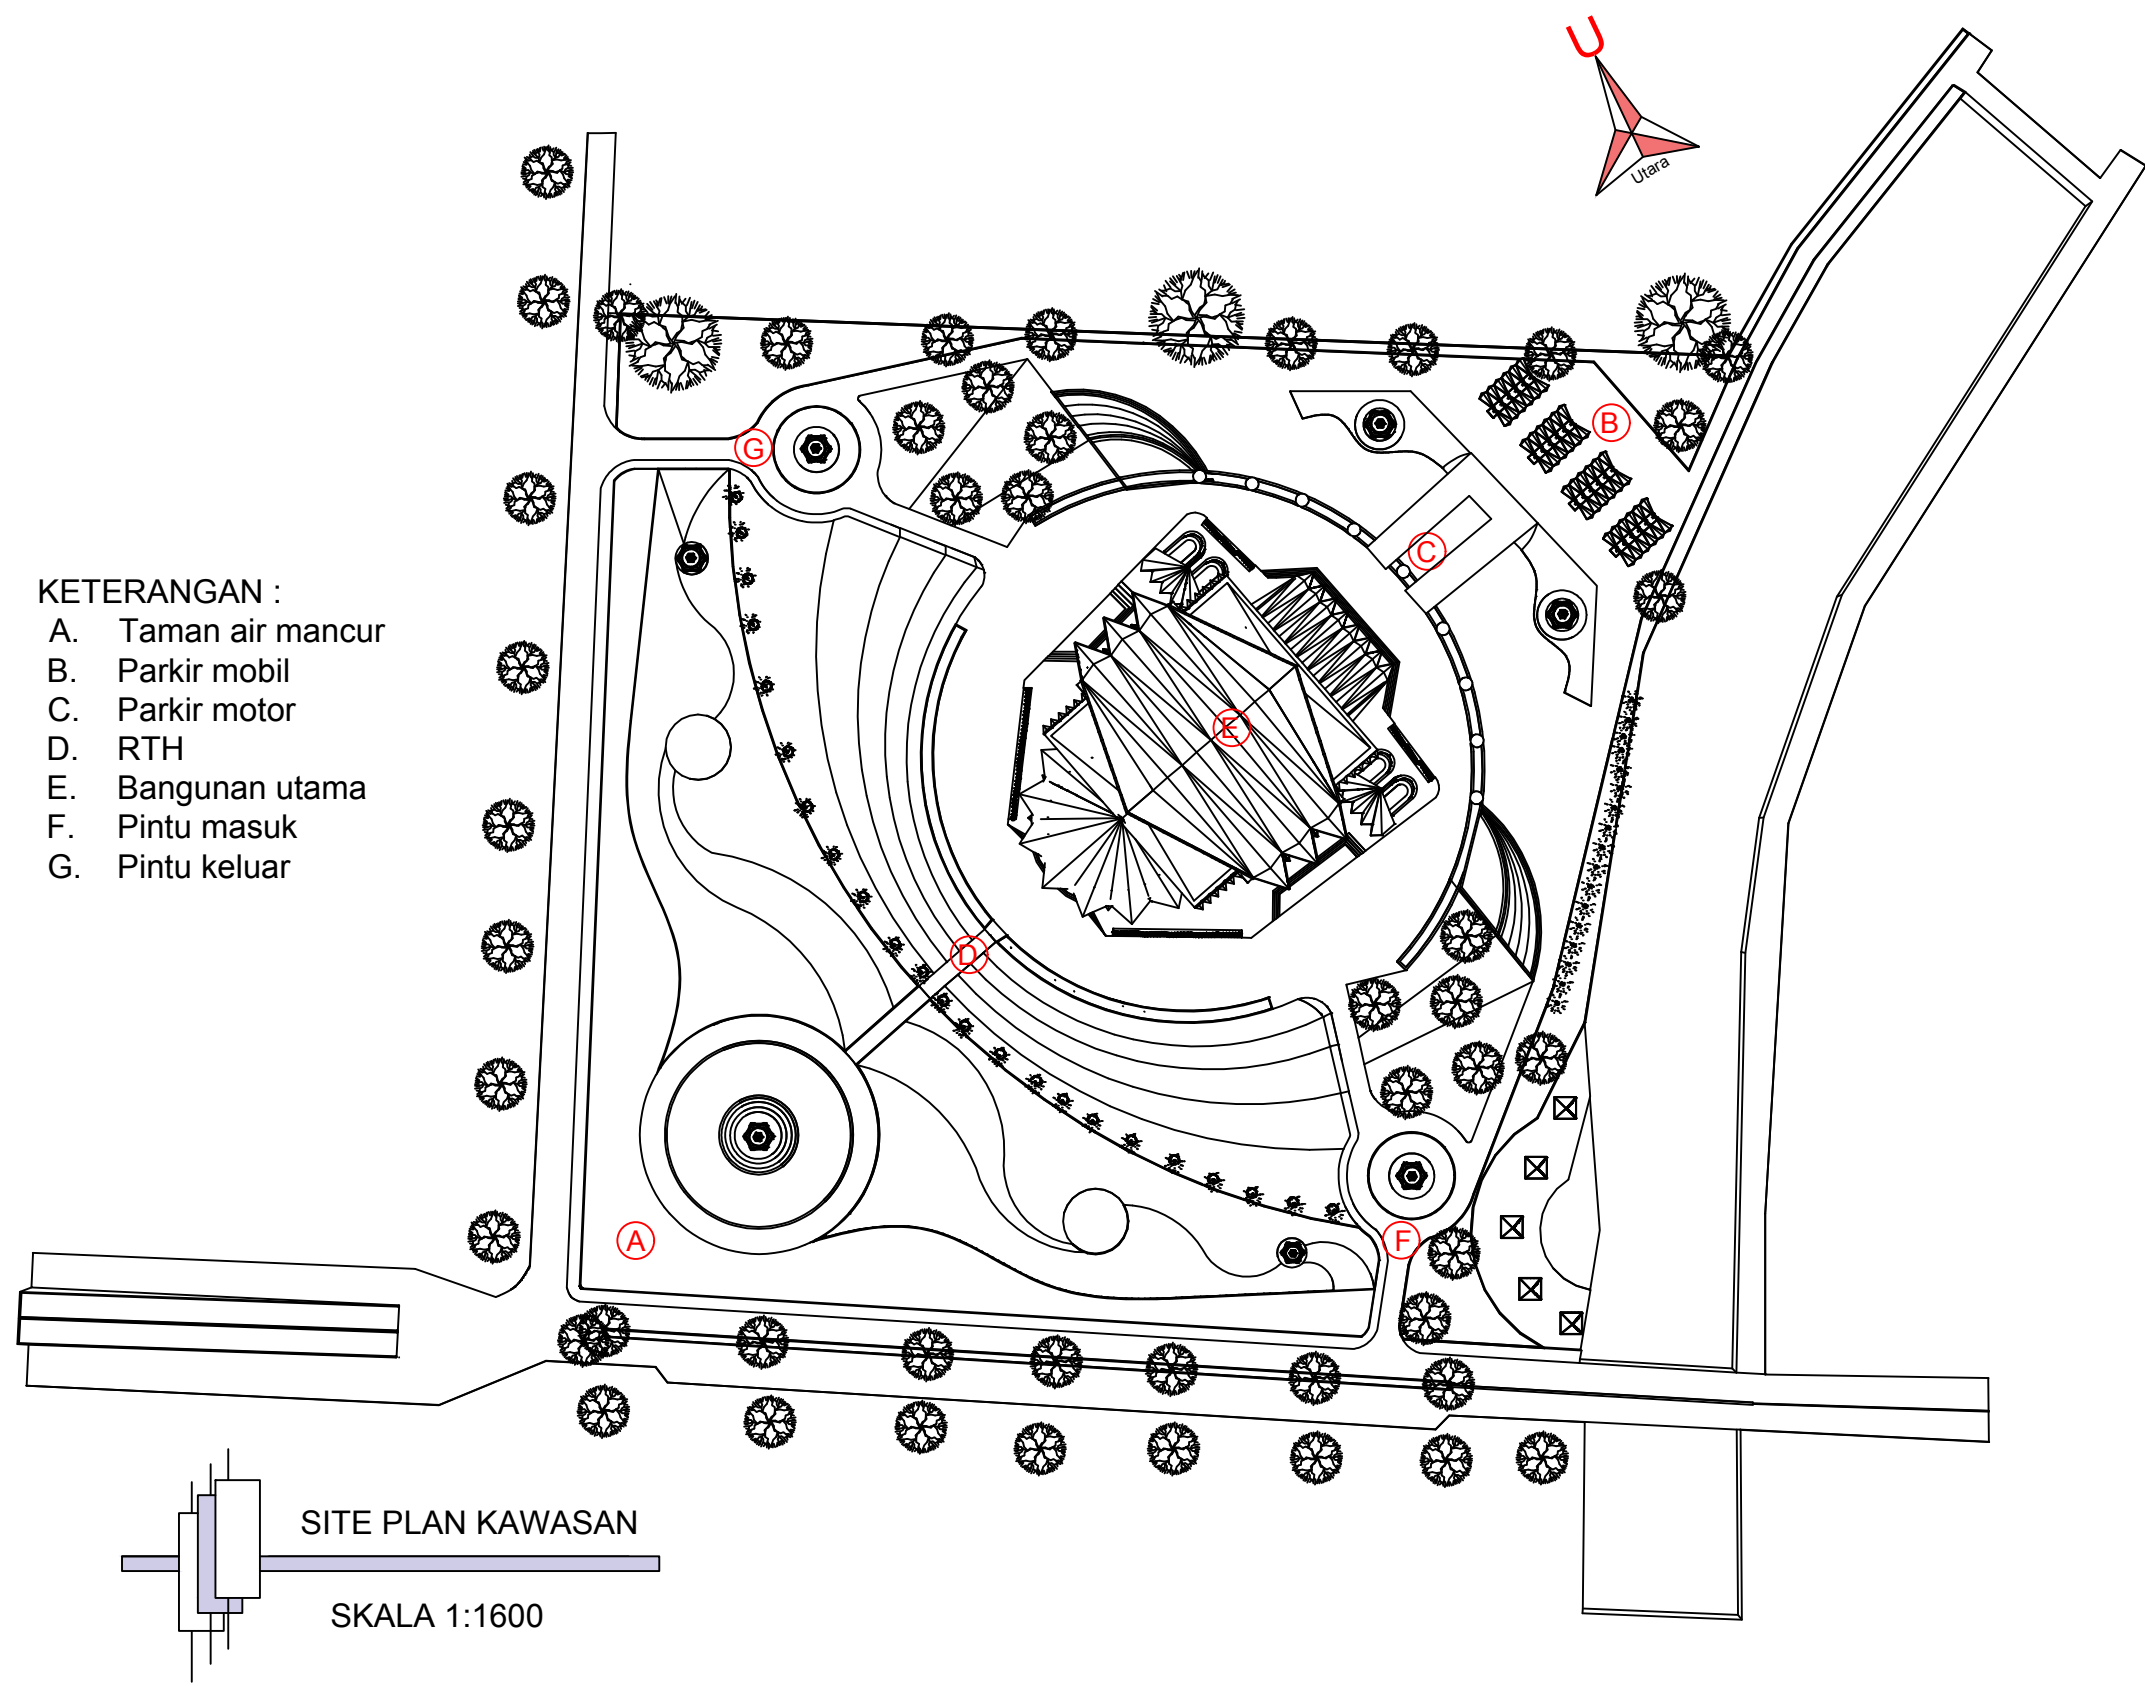 U
Utara
G
B
C
E
D
A
F
KETERANGAN :
A. Taman air mancur
B. Parkir mobil
C. Parkir motor
D. RTH
E. Bangunan utama
F. Pintu masuk
G. Pintu keluar
SITE PLAN KAWASAN
SKALA 1:1600